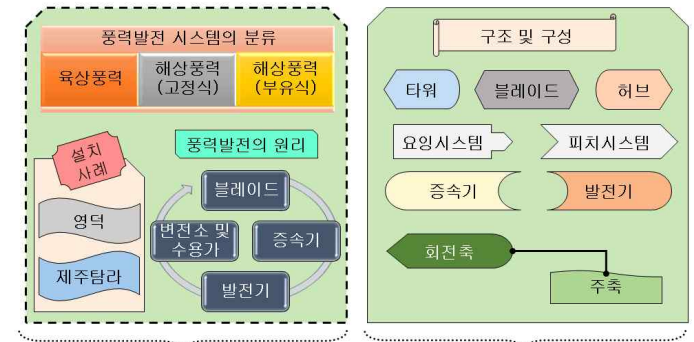 풍력발전 시스템의 분류
육상풍력
해상풍력
(고정식)
해상풍력
(부유식)
설치
사례
영덕
제주탐라
풍력발전의 원리
블레이드
증속기
발전기
변전소 및
수용가
구조 및 구성
타워
블레이드
허브
요잉시스템
피치시스템
증속기
발전기
회전축
주축